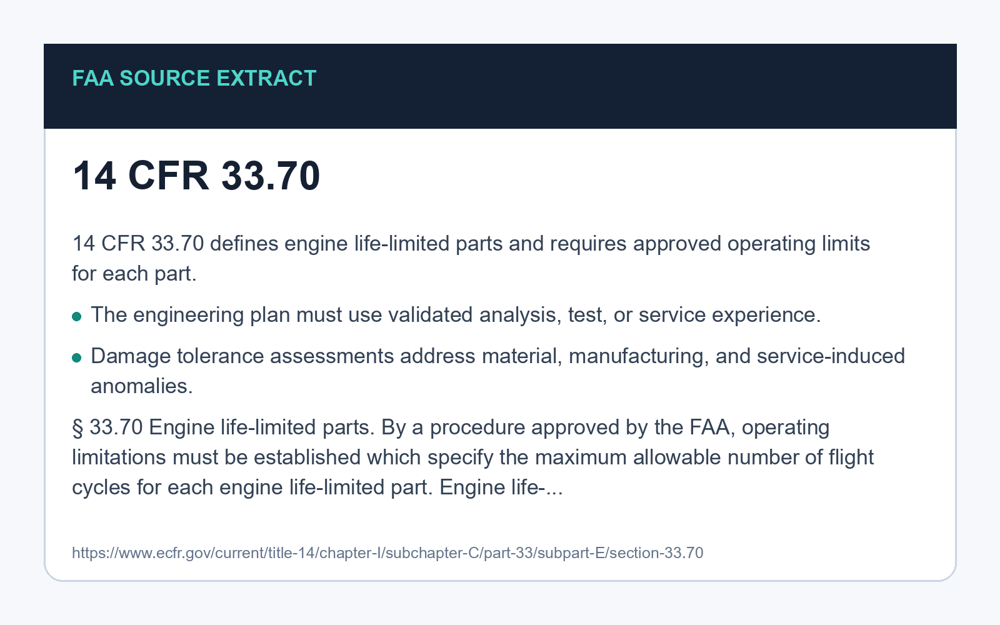 FAA SOURCE EXTRACT
14 CFR 33.70
14 CFR 33.70 defines engine life-limited parts and requires approved operating limits
for each part.
• The engineering plan must use validated analysis, test, or service experience.
• Damage tolerance assessments address material, manufacturing, and service-induced
anomalies.
§ 33.70 Engine life-limited parts. By a procedure approved by the FAA, operating
limitations must be established which specify the maximum allowable number of flight
cycles for each engine life-limited part. Engine life-...
https://www.ecfr.gov/current/title-14/chapter-I/subchapter-C/part-33/subpart-E/section-33.70